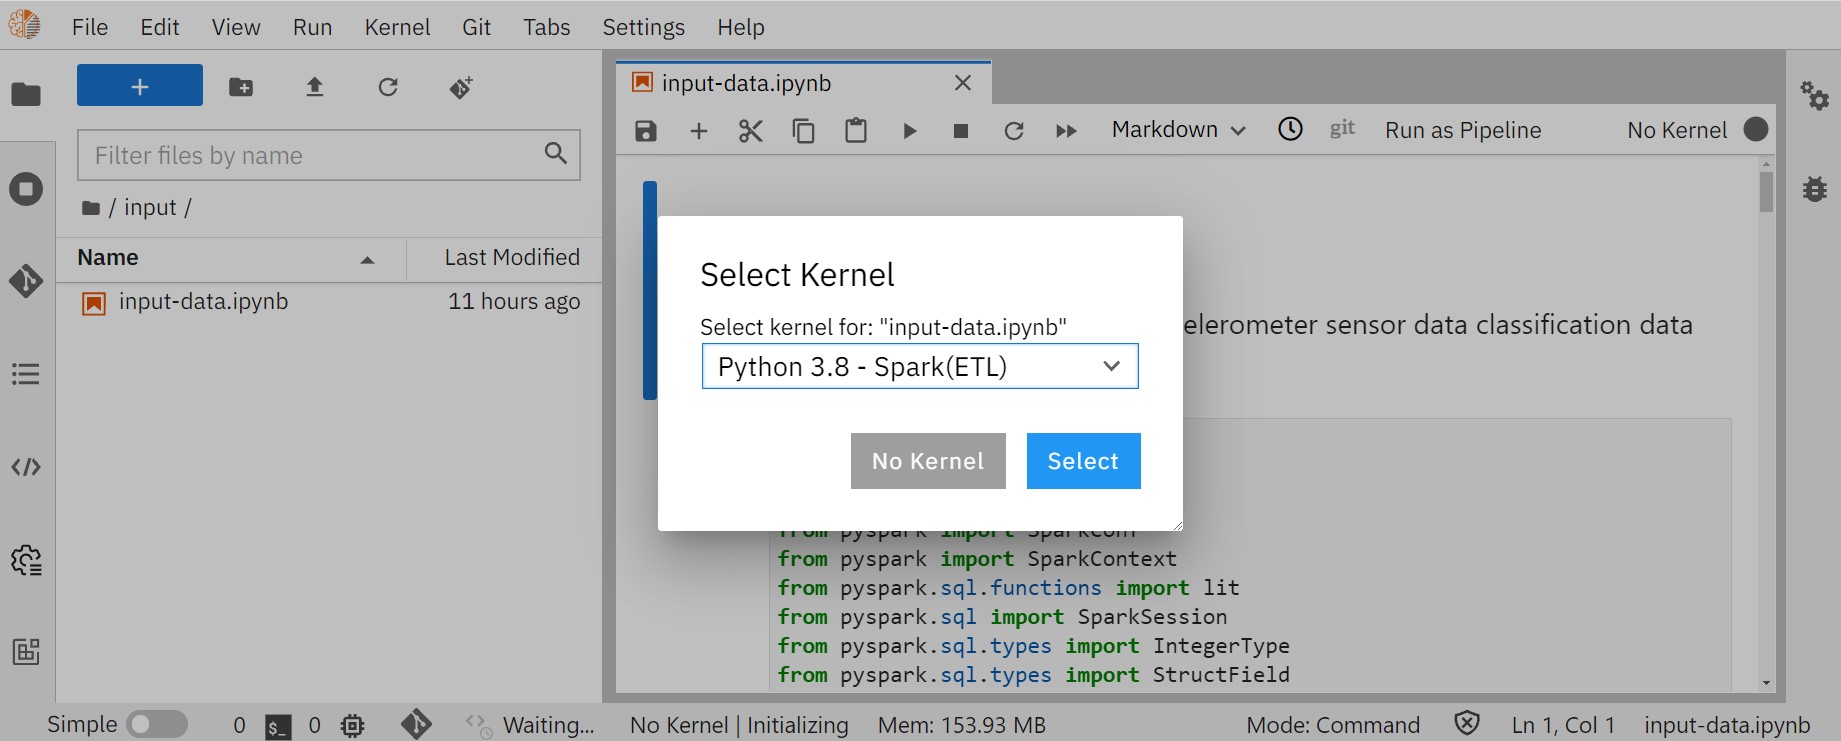 File Edit View Run Kernel Git Tabs Settings Help
input-data.ipynb
Markdown git Run as Pipeline No Kernel
Filter files by name
/ input /
Name Last Modified
input-data.ipynb 11 hours ago
Select Kernel
Select kernel for: "input-data.ipynb"
Python 3.8 - Spark(ETL)
No Kernel Select
elerometer sensor data classification data
from pyspark import SparkConf
from pyspark import SparkContext
from pyspark.sql.functions import lit
from pyspark.sql import SparkSession
from pyspark.sql.types import IntegerType
from pyspark.sql.types import StructField
Simple 0 $_ 0 Waiting... No Kernel | Initializing Mem: 153.93 MB Mode: Command Ln 1, Col 1 input-data.ipynb